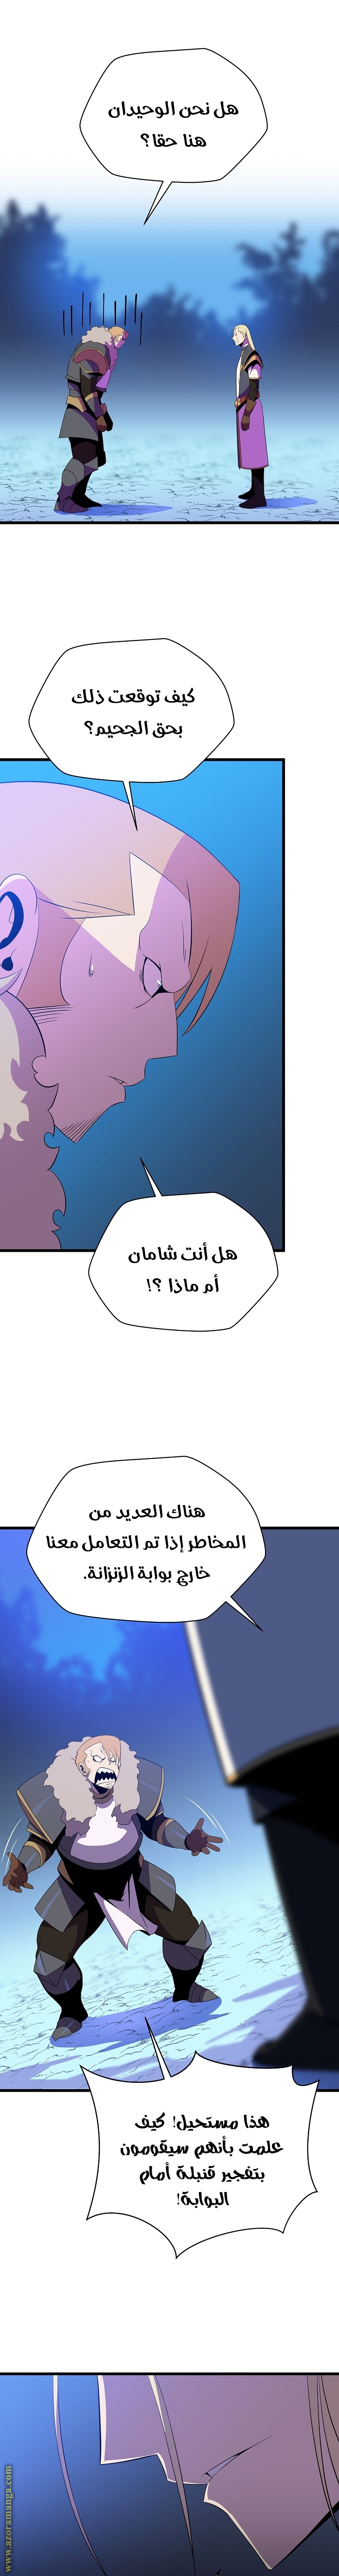 هل نحن الوحيدان
هنا حقا؟
كيف توقعت ذلك
بحق الجحيم؟
هل أنت شامان
أم ماذا ؟!
هناك العديد من
المخاطر إذا تم التعامل معنا
خارج بوابة الزنزانة.
هذا مستحيل! كيف
علمت بأنهم سيقومون
بتفجير قنبلة أمام
البوابة!
www.azoramanga.com